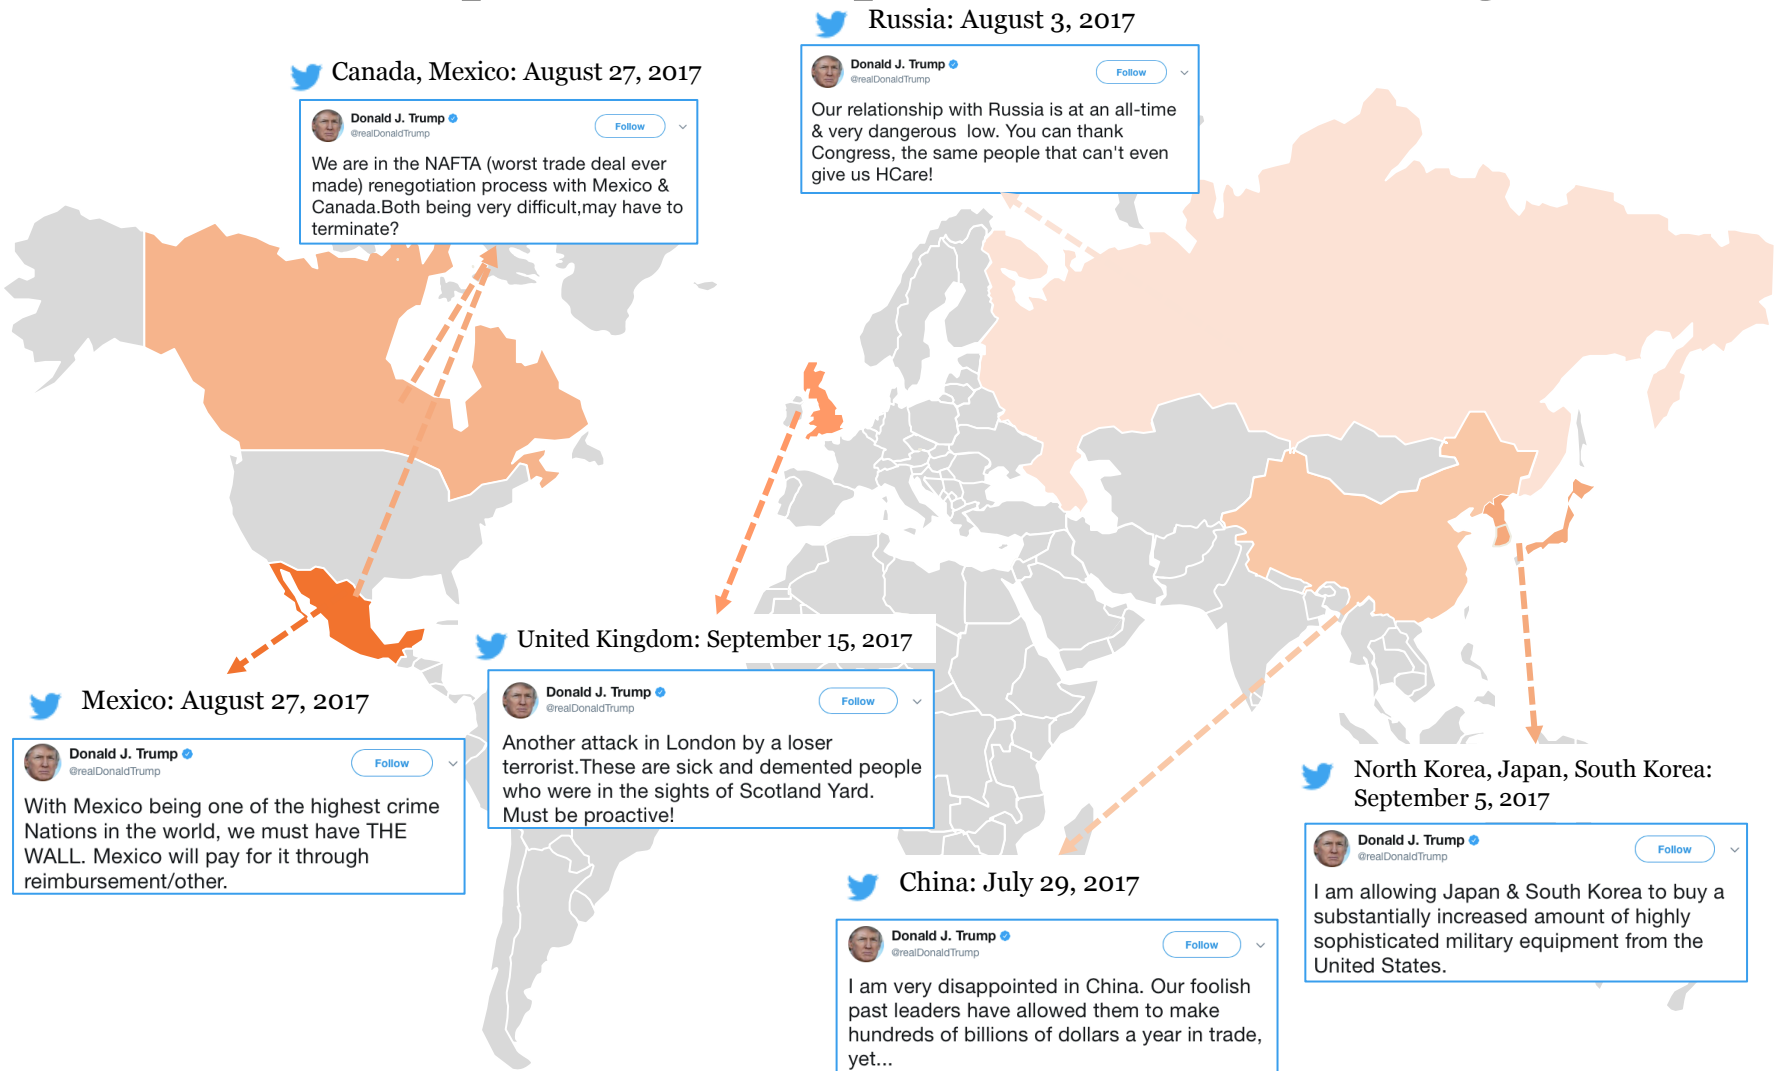 Russia: August 3, 2017
Donald J. Trump
@realDonaldTrump
Follow
Our relationship with Russia is at an all-time
& very dangerous low. You can thank
Congress, the same people that can't even
give us HCare!
Canada, Mexico: August 27, 2017
Donald J. Trump
@realDonaldTrump
Follow
We are in the NAFTA (worst trade deal ever
made) renegotiation process with Mexico &
Canada.Both being very difficult,may have to
terminate?
United Kingdom: September 15, 2017
Donald J. Trump
@realDonaldTrump
Follow
Another attack in London by a loser
terrorist.These are sick and demented people
who were in the sights of Scotland Yard.
Must be proactive!
Mexico: August 27, 2017
Donald J. Trump
@realDonaldTrump
Follow
With Mexico being one of the highest crime
Nations in the world, we must have THE
WALL. Mexico will pay for it through
reimbursement/other.
North Korea, Japan, South Korea:
September 5, 2017
Donald J. Trump
@realDonaldTrump
Follow
I am allowing Japan & South Korea to buy a
substantially increased amount of highly
sophisticated military equipment from the
United States.
China: July 29, 2017
Donald J. Trump
@realDonaldTrump
Follow
I am very disappointed in China. Our foolish
past leaders have allowed them to make
hundreds of billions of dollars a year in trade,
yet...